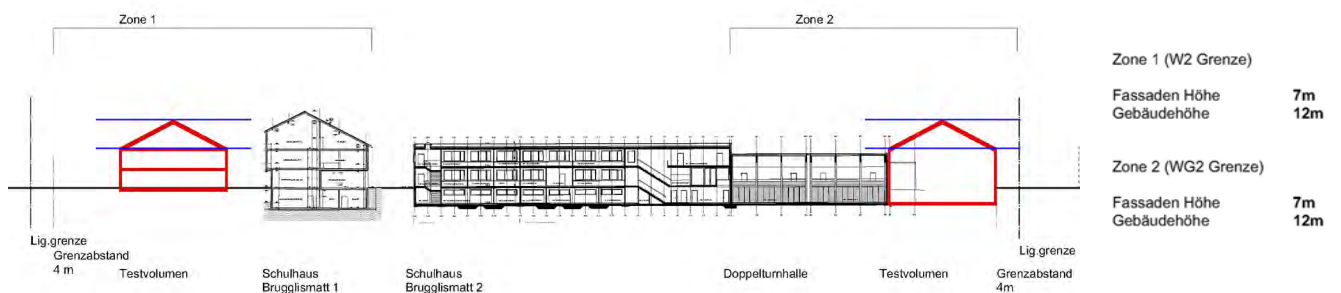 Zone 1
Zone 2
Zone 1 (W2 Grenze)
Fassaden Höhe 7m
Gebäudehöhe 12m
Zone 2 (WG2 Grenze)
Fassaden Höhe 7m
Gebäudehöhe 12m
Lig.grenze
Grenzabstand
4 m
Testvolumen
Schulhaus
Brugglismatt 1
Schulhaus
Brugglismatt 2
Doppelturnhalle
Testvolumen
Lig.grenze
Grenzabstand
4m